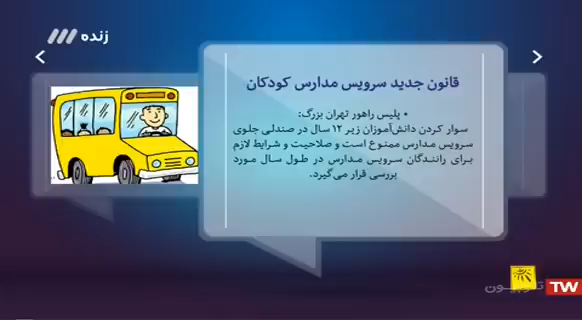 زنده
قانون جدید سرویس مدارس کودکان
• پلیس راهور تهران بزرگ:
سوار کردن دانش‌آموزان زیر ۱۲ سال در صندلی جلوی
سرویس مدارس ممنوع است و صلاحیت و شرایط لازم
برای رانندگان سرویس مدارس در طول سال مورد
بررسی قرار می‌گیرد.
TW